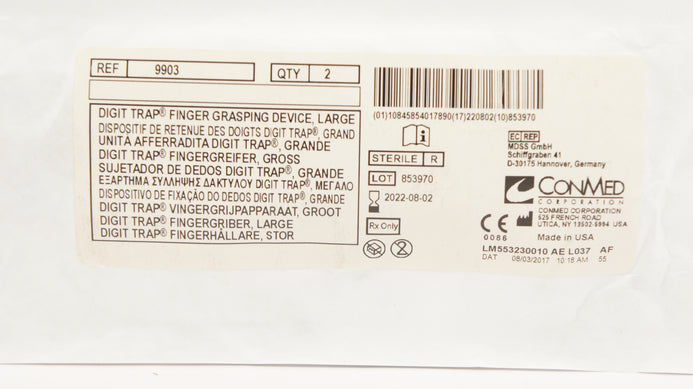 REF 9903 QTY 2
DIGIT TRAP® FINGER GRASPING DEVICE, LARGE
DISPOSITIF DE RETENUE DES DOIGTS DIGIT TRAP®, GRAND
UNITA AFFERRADITA DIGIT TRAP®, GRANDE
DIGIT TRAP® FINGERGREIFER, GROSS
SUJETADOR DE DEDOS DIGIT TRAP®, GRANDE
ΕΞΑΡΤΗΜΑ ΣΥΛΛΗΨΗΣ ΔΑΚΤΥΛΟΥ DIGIT TRAP®, ΜΕΓΑΛΟ
DISPOSITIVO DE FIXAÇÃO DO DEDOS DIGIT TRAP®, GRANDE
DIGIT TRAP® VINGERGRIJPAPPARAAT, GROOT
DIGIT TRAP® FINGERGRIBER, LARGE
DIGIT TRAP® FINGERHÅLLARE, STOR
(01)10845854017890(17)220802(10)853970
STERILE R
LOT 853970
2022-08-02
Rx Only
EC REP
MDSS GmbH
Schiffgraben 41
D-30175 Hannover, Germany
CONMED
CORPORATION
CONMED CORPORATION
525 FRENCH ROAD
UTICA, NY 13502-5994 USA
CE
0086 Made in USA
LM553230010 AE L037 AF
DAT 08/03/2017 10:16 AM 55